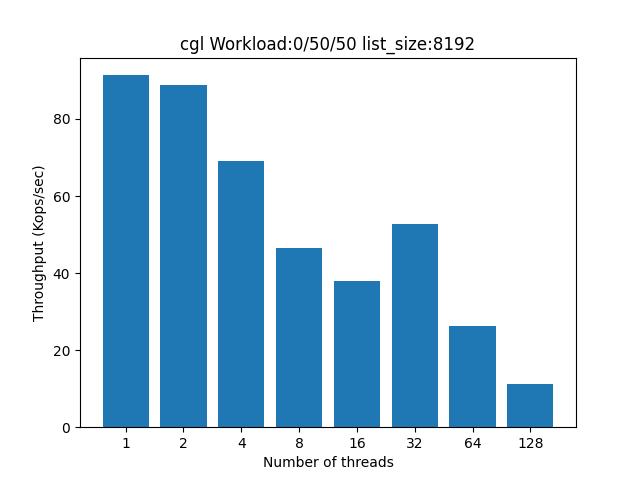 cgl Workload:0/50/50 list_size:8192
Throughput (Kops/sec)
80
60
40
20
0
1 2 4 8 16 32 64 128
Number of threads